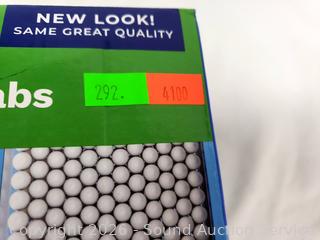 NEW LOOK!
SAME GREAT QUALITY
abs
292.
4100
Copyright 2026 - Sound Auction Service